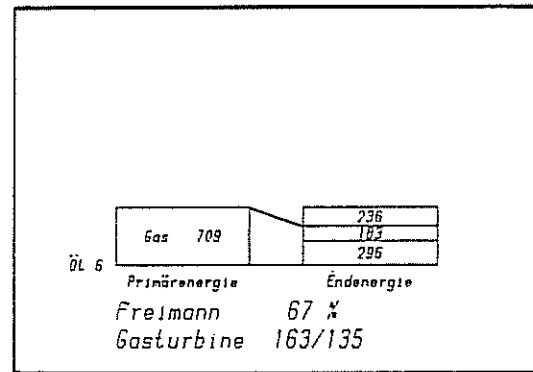 236
Gas 709
183
296
ÖL 6
Primärenergie Endenergie
Freimann 67 %
Gasturbine 163/135